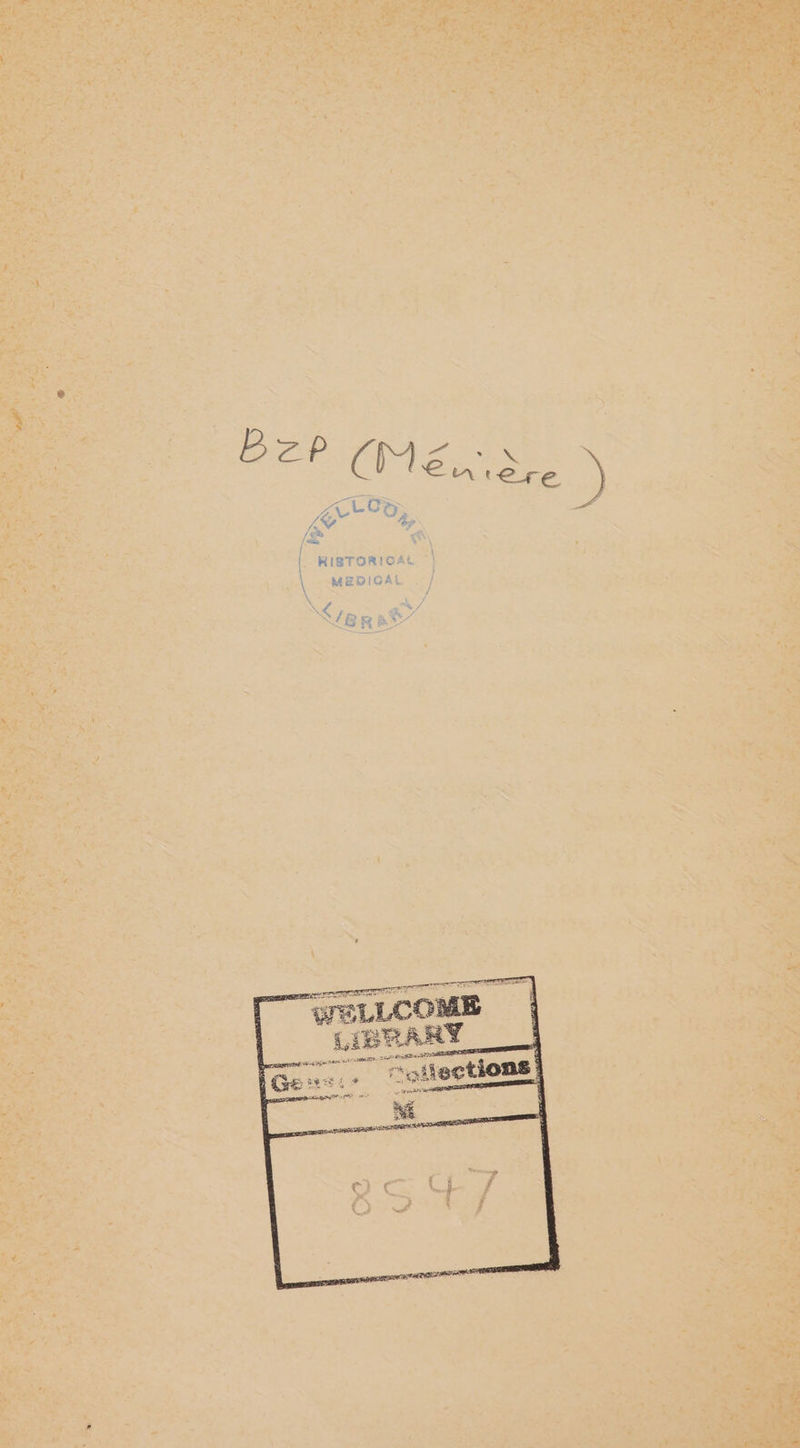 BZP (Ménière)
WELLCOME
HISTORICAL
MEDICAL
LIBRARY
WELLCOME
LIBRARY
General Collections
M
8547